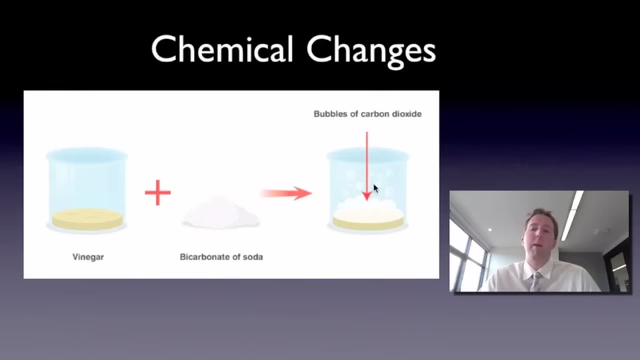 Chemical Changes
Bubbles of carbon dioxide
Vinegar
Bicarbonate of soda